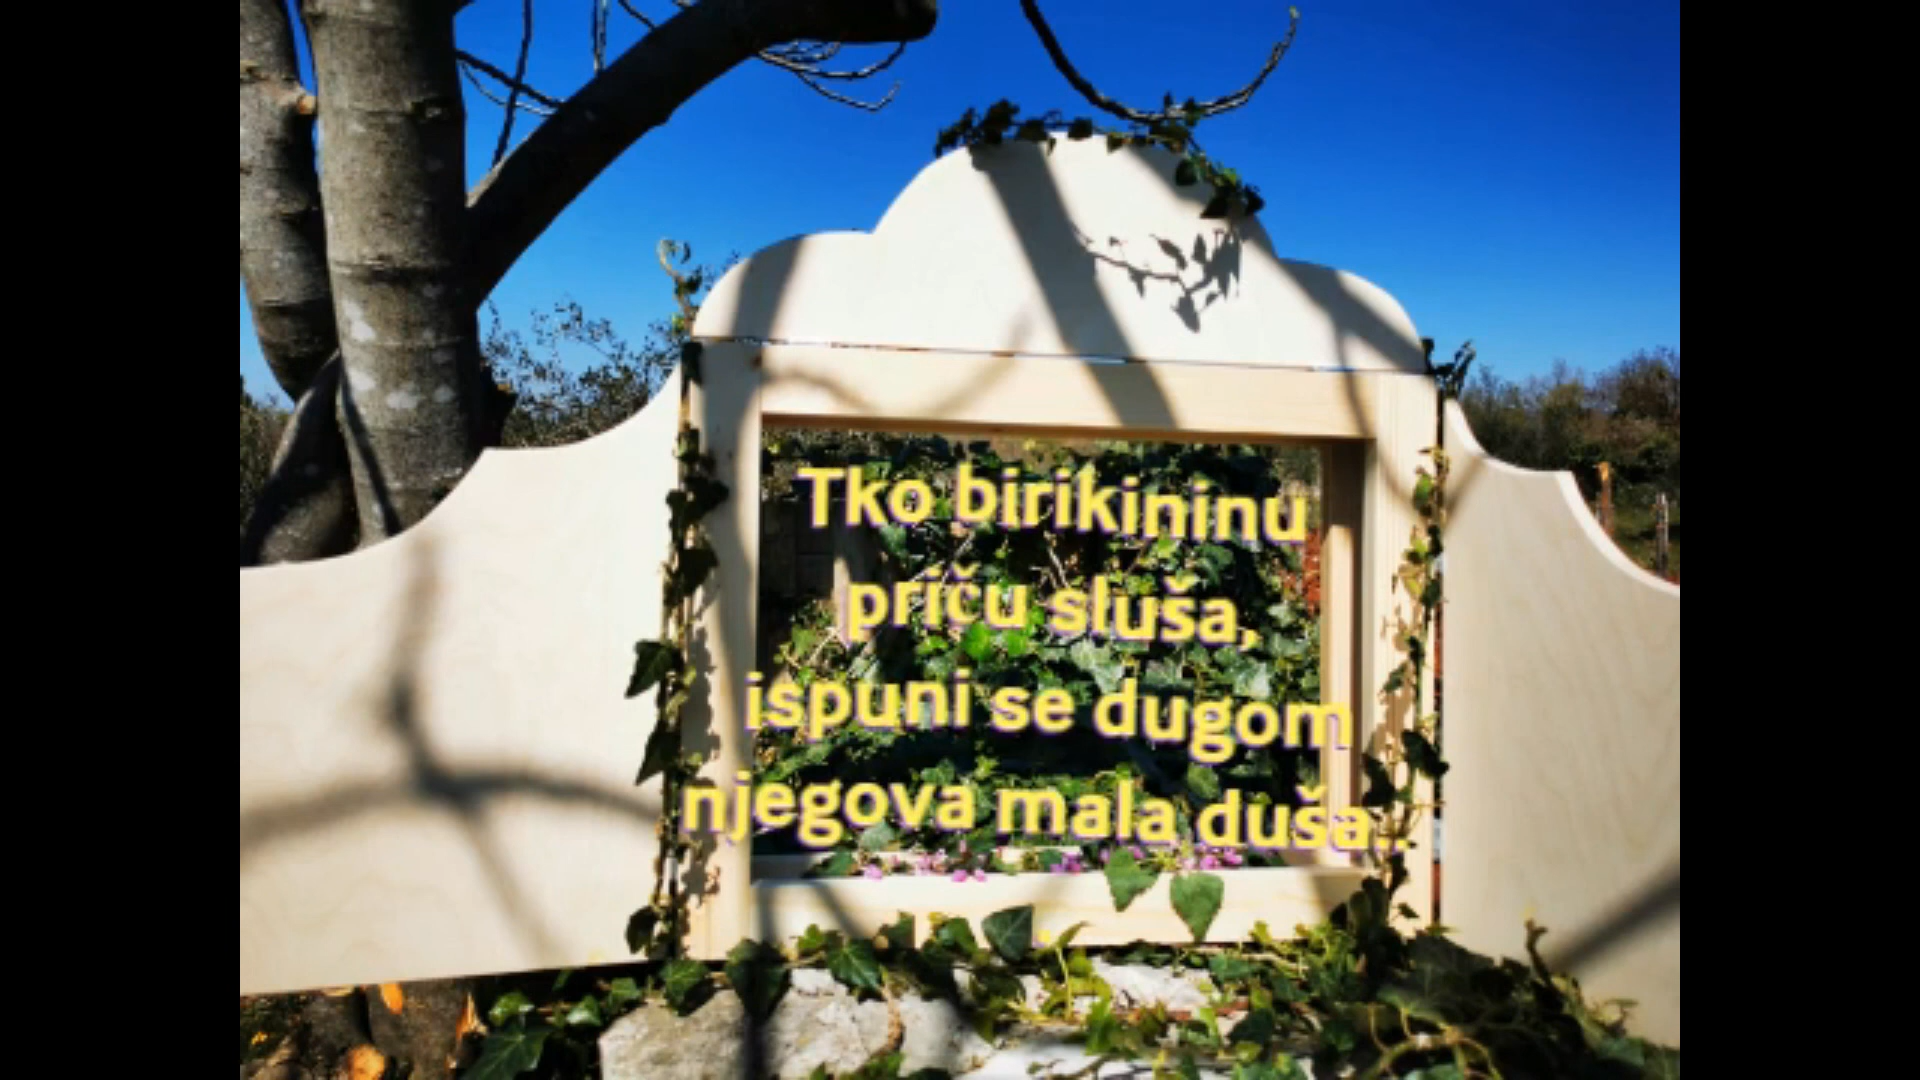 Tko birikininu
priču sluša,
ispuni se dugom
njegova mala duša..